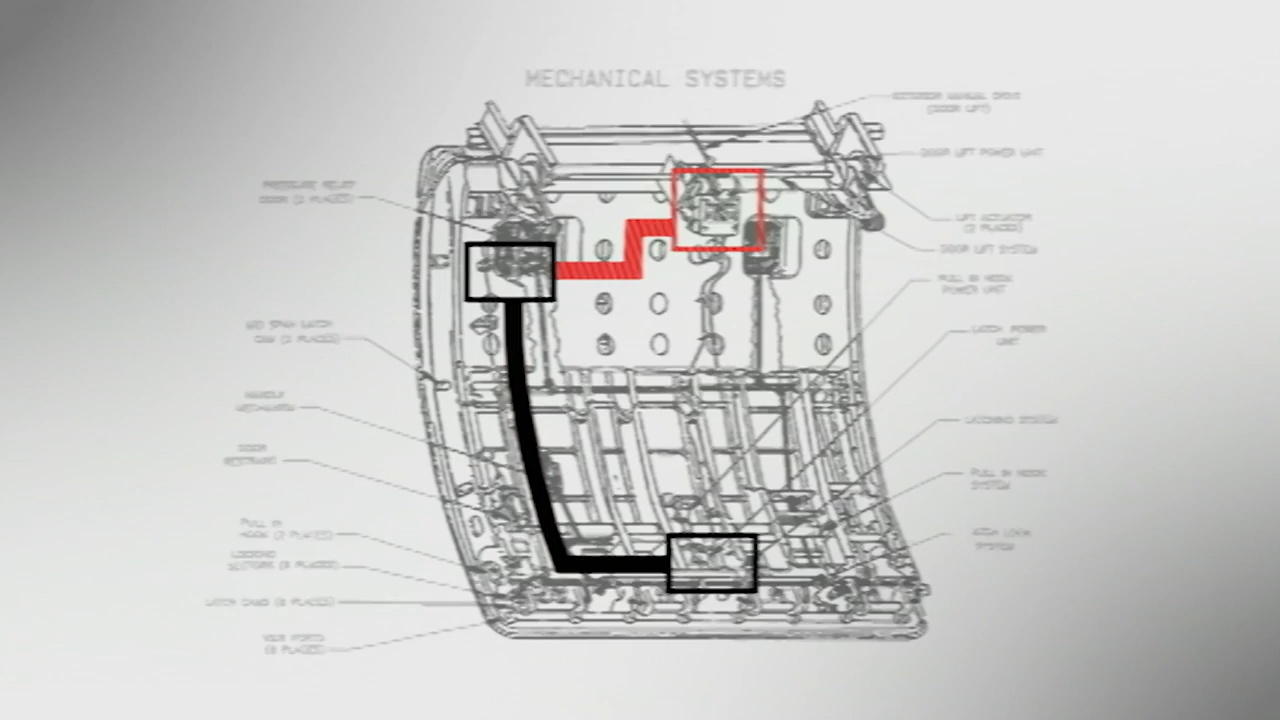 MECHANICAL SYSTEMS
EXTERIOR MANUAL DRIVE
(DOOR LIFT)
DOOR LIFT POWER UNIT
PRESSURE RELIEF
DOOR (2 PLACES)
LIFT ACTUATOR
(2 PLACES)
DOOR LIFT SYSTEM
PULL IN HOOK
POWER UNIT
MID SPAN LATCH
CAM (2 PLACES)
LATCH POWER
UNIT
HANDLE
MECHANISM
LATCHING SYSTEM
DOOR
PULL IN HOOK
SYSTEM
PULL IN
HOOK (2 PLACES)
SYSTEM
LOCKING
SECTORS (8 PLACES)
LATCH CAMS (8 PLACES)
VIEW PORTS
(8 PLACES)